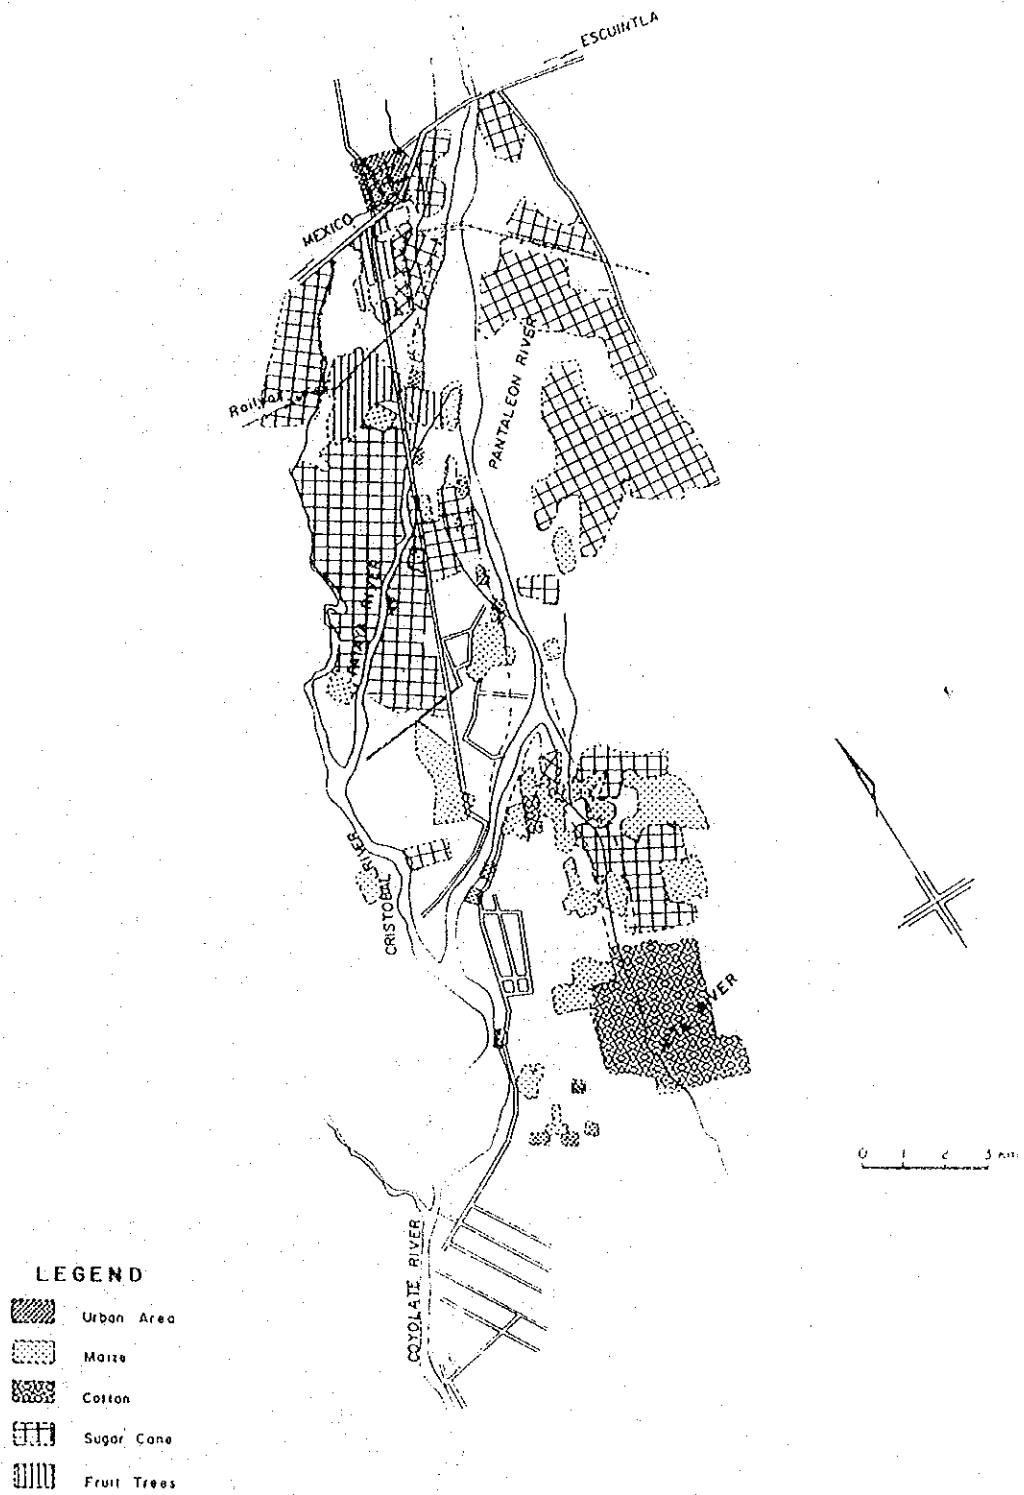 ESCUINTLA
MEXICO
PANTALEON RIVER
RIVER
CRISTOBAL RIVER
RIVER
COYOLATE RIVER
0 1 2 3
LEGEND
Urban Area
Maize
Cotton
Sugar Cane
Fruit Trees